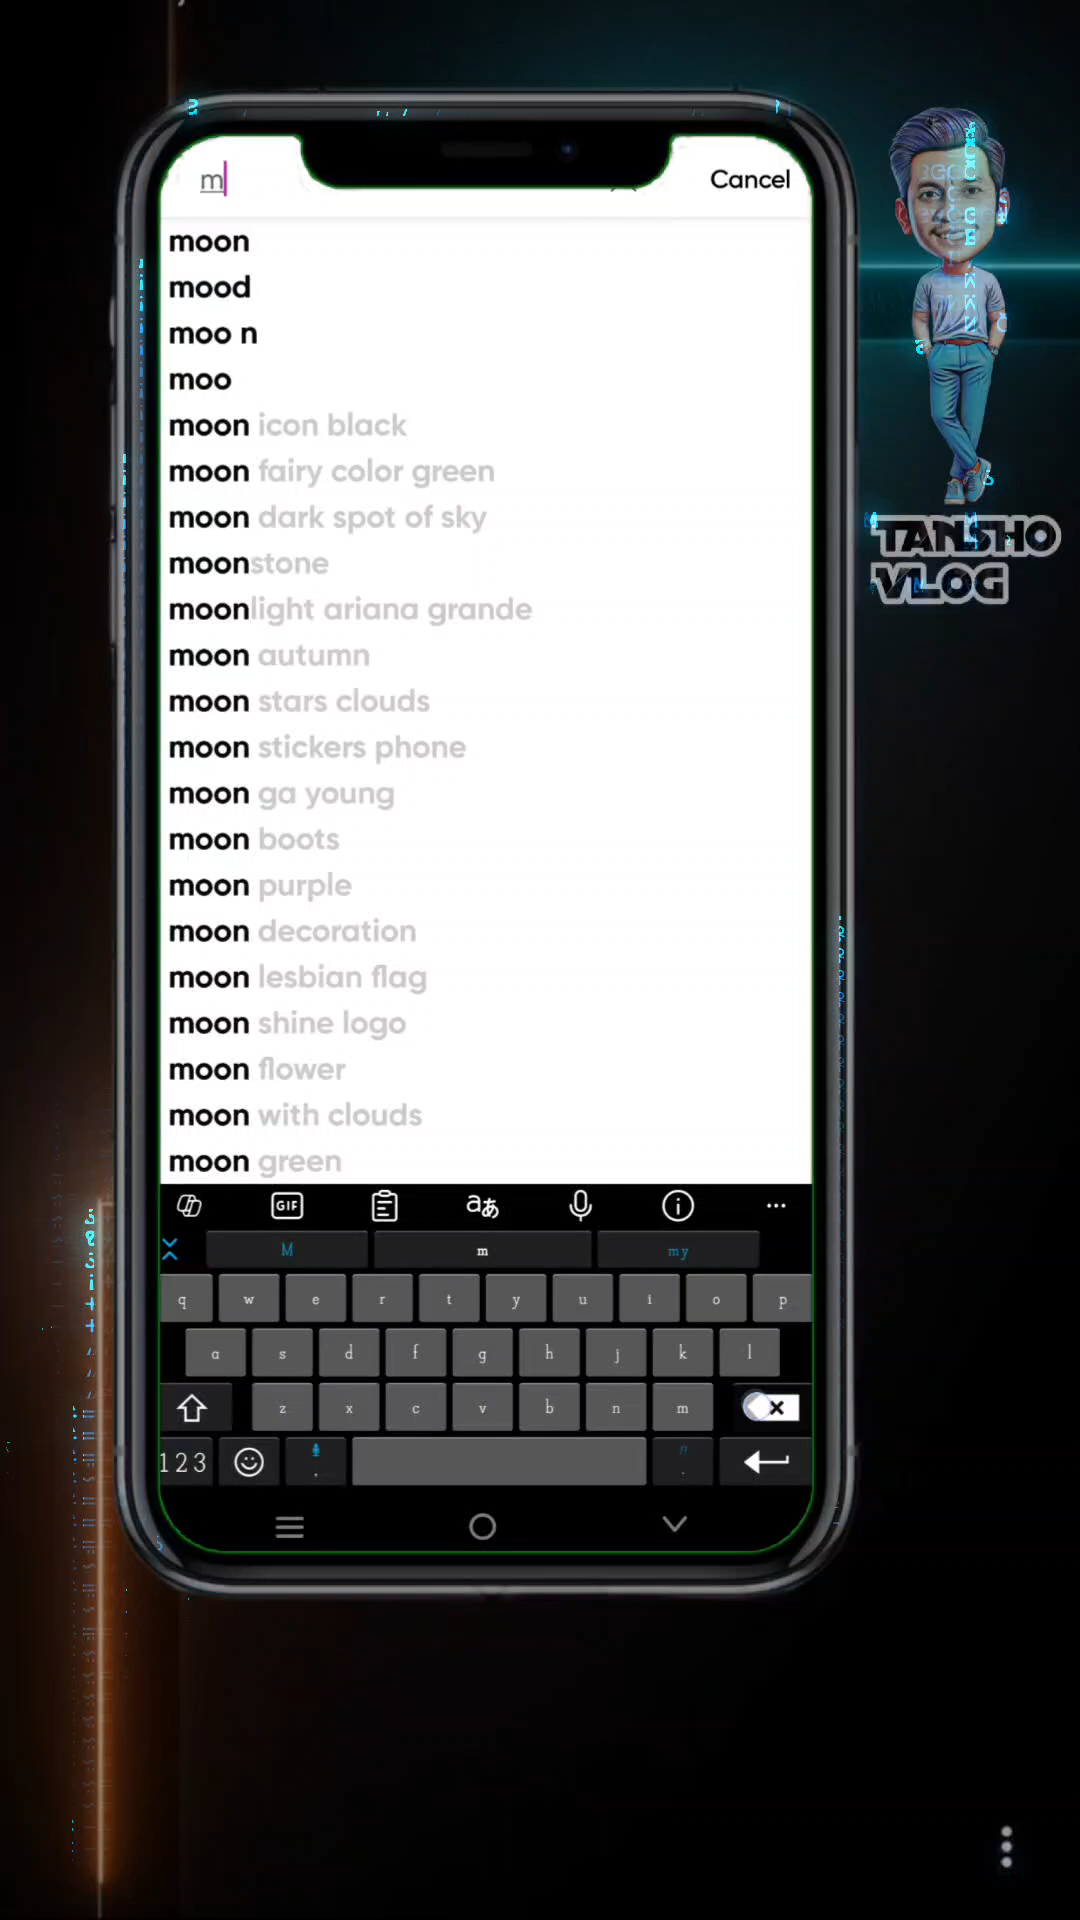 m
Cancel
moon
mood
moo n
moo
moon icon black
moon fairy color green
moon dark spot of sky
moonstone
moonlight ariana grande
moon autumn
moon stars clouds
moon stickers phone
moon ga young
moon boots
moon purple
moon decoration
moon lesbian flag
moon shine logo
moon flower
moon with clouds
moon green
TANSHO
VLOG
GIF
aあ
M m my
q w e r t y u i o p
a s d f g h j k l
z x c v b n m
123 , .